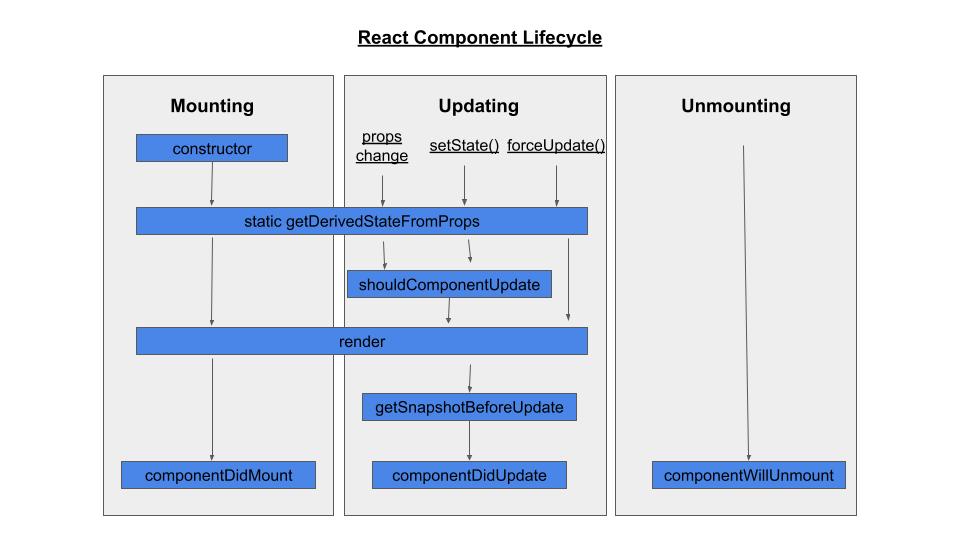 React Component Lifecycle
Mounting
Updating
Unmounting
constructor
props
change
setState()
forceUpdate()
static getDerivedStateFromProps
shouldComponentUpdate
render
getSnapshotBeforeUpdate
componentDidMount
componentDidUpdate
componentWillUnmount